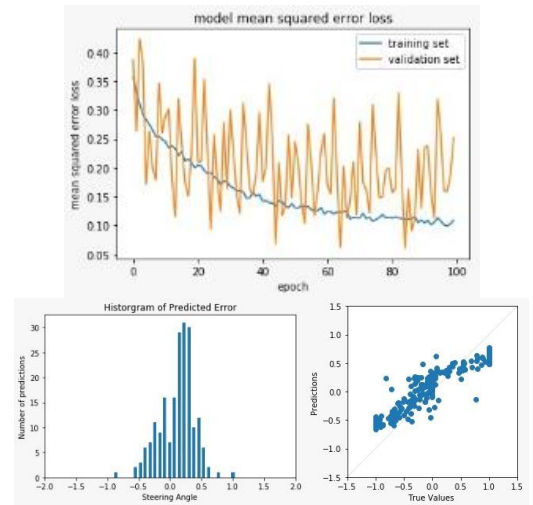 model mean squared error loss
training set
validation set
mean squared error loss
0.40
0.35
0.30
0.25
0.20
0.15
0.10
0.05
0 20 40 60 80 100
epoch
Historgram of Predicted Error
Number of predictions
30
25
20
15
10
5
0
−2.0 −1.5 −1.0 −0.5 0.0 0.5 1.0 1.5 2.0
Steering Angle
Predictions
1.5
1.0
0.5
0.0
−0.5
−1.0
−1.5
−1.5 −1.0 −0.5 0.0 0.5 1.0 1.5
True Values